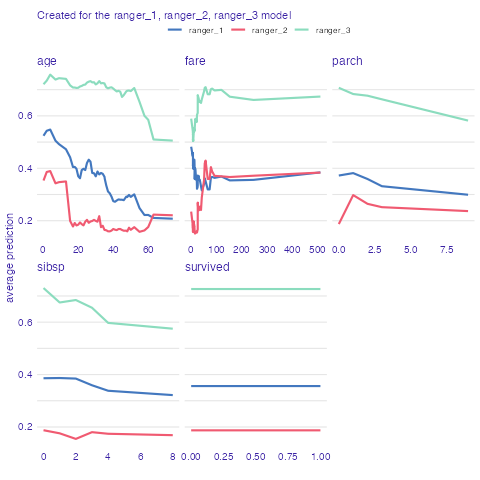 Created for the ranger_1, ranger_2, ranger_3 model
ranger_1 ranger_2 ranger_3
age fare parch
0.6
0.4
0.2
0 20 40 60 0 100 200 300 400 500 0.0 2.5 5.0 7.5
average prediction
sibsp survived
0.6
0.4
0.2
0 2 4 6 8 0.00 0.25 0.50 0.75 1.00